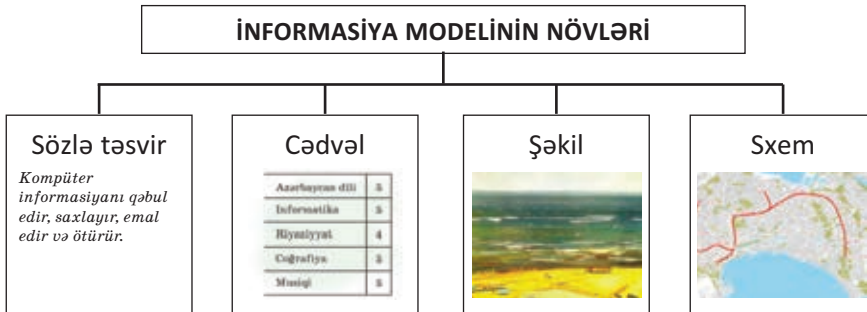 İNFORMASİYA MODELİNİN NÖVLƏRİ
Sözlə təsvir
Kompüter
informasiyanı qəbul
edir, saxlayır, emal
edir və ötürür.
Cədvəl
Azərbaycan dili 5
İnformatika 5
Riyaziyyat 4
Coğrafiya 5
Musiqi 5
Şəkil
Sxem